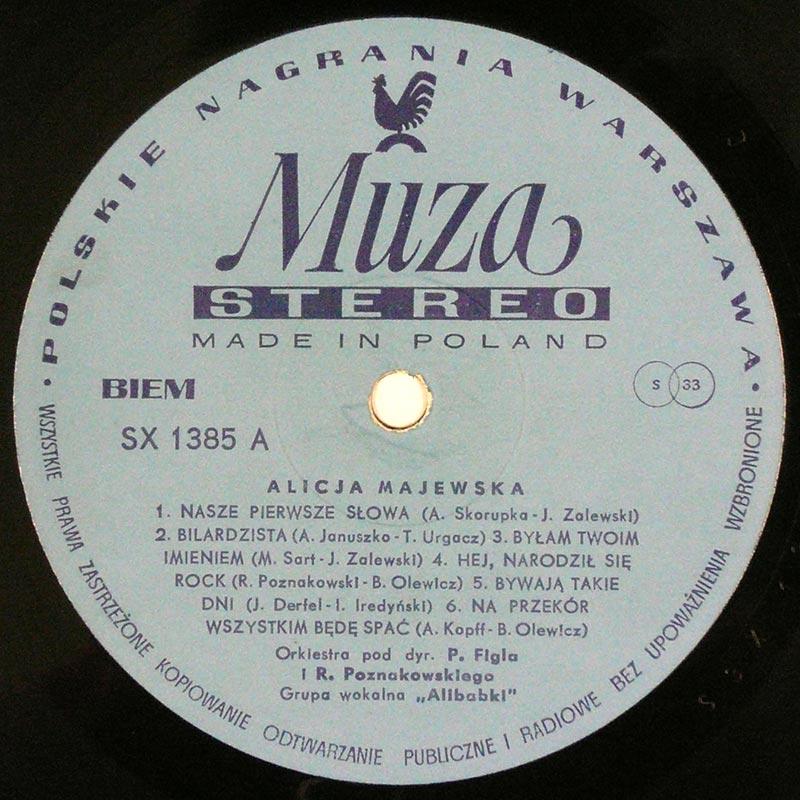 • POLSKIE NAGRANIA WARSZAWA •
Muza
STEREO
MADE IN POLAND
BIEM
S 33
SX 1385 A
ALICJA MAJEWSKA
1. NASZE PIERWSZE SŁOWA (A. Skorupka - J. Zalewski)
2. BILARDZISTA (A. Januszko - T. Urgacz) 3. BYŁAM TWOIM
IMIENIEM (M. Sart - J. Zalewski) 4. HEJ, NARODZIŁ SIĘ
ROCK (R. Poznakowski - B. Olewicz) 5. BYWAJĄ TAKIE
DNI (J. Derfel - I. Iredyński) 6. NA PRZEKÓR
WSZYSTKIM BĘDĘ SPAĆ (A. Kopff - B. Olewicz)
Orkiestra pod dyr. P. Figla
i R. Poznakowskiego
Grupa wokalna „Alibabki"
WSZYSTKIE PRAWA ZASTRZEŻONE KOPIOWANIE ODTWARZANIE PUBLICZNE I RADIOWE BEZ UPOWAŻNIENIA WZBRONIONE